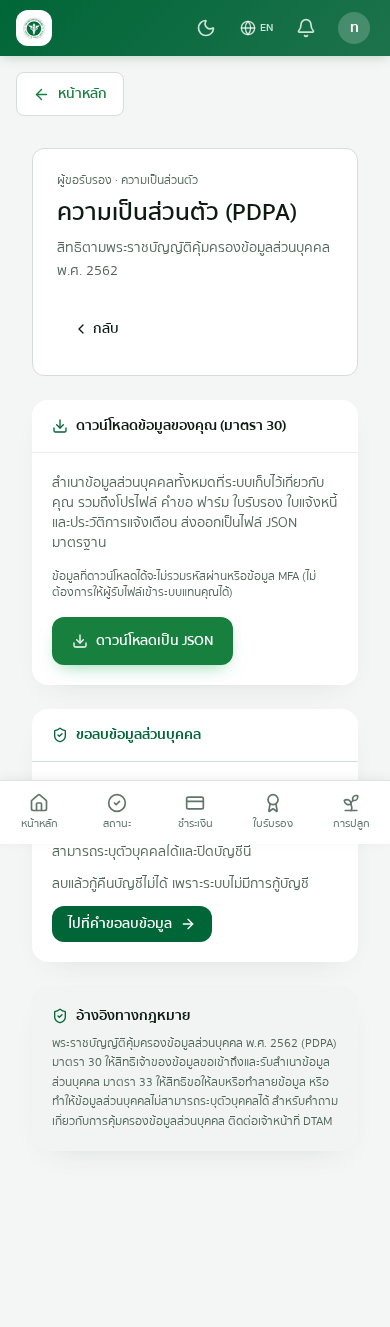 EN
ก
หน้าหลัก
ผู้ขอรับรอง · ความเป็นส่วนตัว
ความเป็นส่วนตัว (PDPA)
สิทธิตามพระราชบัญญัติคุ้มครองข้อมูลส่วนบุคคล
พ.ศ. 2562
กลับ
ดาวน์โหลดข้อมูลของคุณ (มาตรา 30)
สำเนาข้อมูลส่วนบุคคลทั้งหมดที่ระบบเก็บไว้เกี่ยวกับ
คุณ รวมถึงโปรไฟล์ คำขอ ฟาร์ม ใบรับรอง ใบแจ้งหนี้
และประวัติการแจ้งเตือน ส่งออกเป็นไฟล์ JSON
มาตรฐาน
ข้อมูลที่ดาวน์โหลดได้จะไม่รวมรหัสผ่านหรือข้อมูล MFA (ไม่
ต้องการให้ผู้รับไฟล์เข้าระบบแทนคุณได้)
ดาวน์โหลดเป็น JSON
ขอลบข้อมูลส่วนบุคคล
หน้าหลัก
สถานะ
ชำระเงิน
ใบรับรอง
การปลูก
สามารถระบุตัวบุคคลได้และปิดบัญชีนี้
ลบแล้วกู้คืนบัญชีไม่ได้ เพราะระบบไม่มีการกู้บัญชี
ไปที่คำขอลบข้อมูล
อ้างอิงทางกฎหมาย
พระราชบัญญัติคุ้มครองข้อมูลส่วนบุคคล พ.ศ. 2562 (PDPA)
มาตรา 30 ให้สิทธิเจ้าของข้อมูลขอเข้าถึงและรับสำเนาข้อมูล
ส่วนบุคคล มาตรา 33 ให้สิทธิขอให้ลบหรือทำลายข้อมูล หรือ
ทำให้ข้อมูลส่วนบุคคลไม่สามารถระบุตัวบุคคลได้ สำหรับคำถาม
เกี่ยวกับการคุ้มครองข้อมูลส่วนบุคคล ติดต่อเจ้าหน้าที่ DTAM